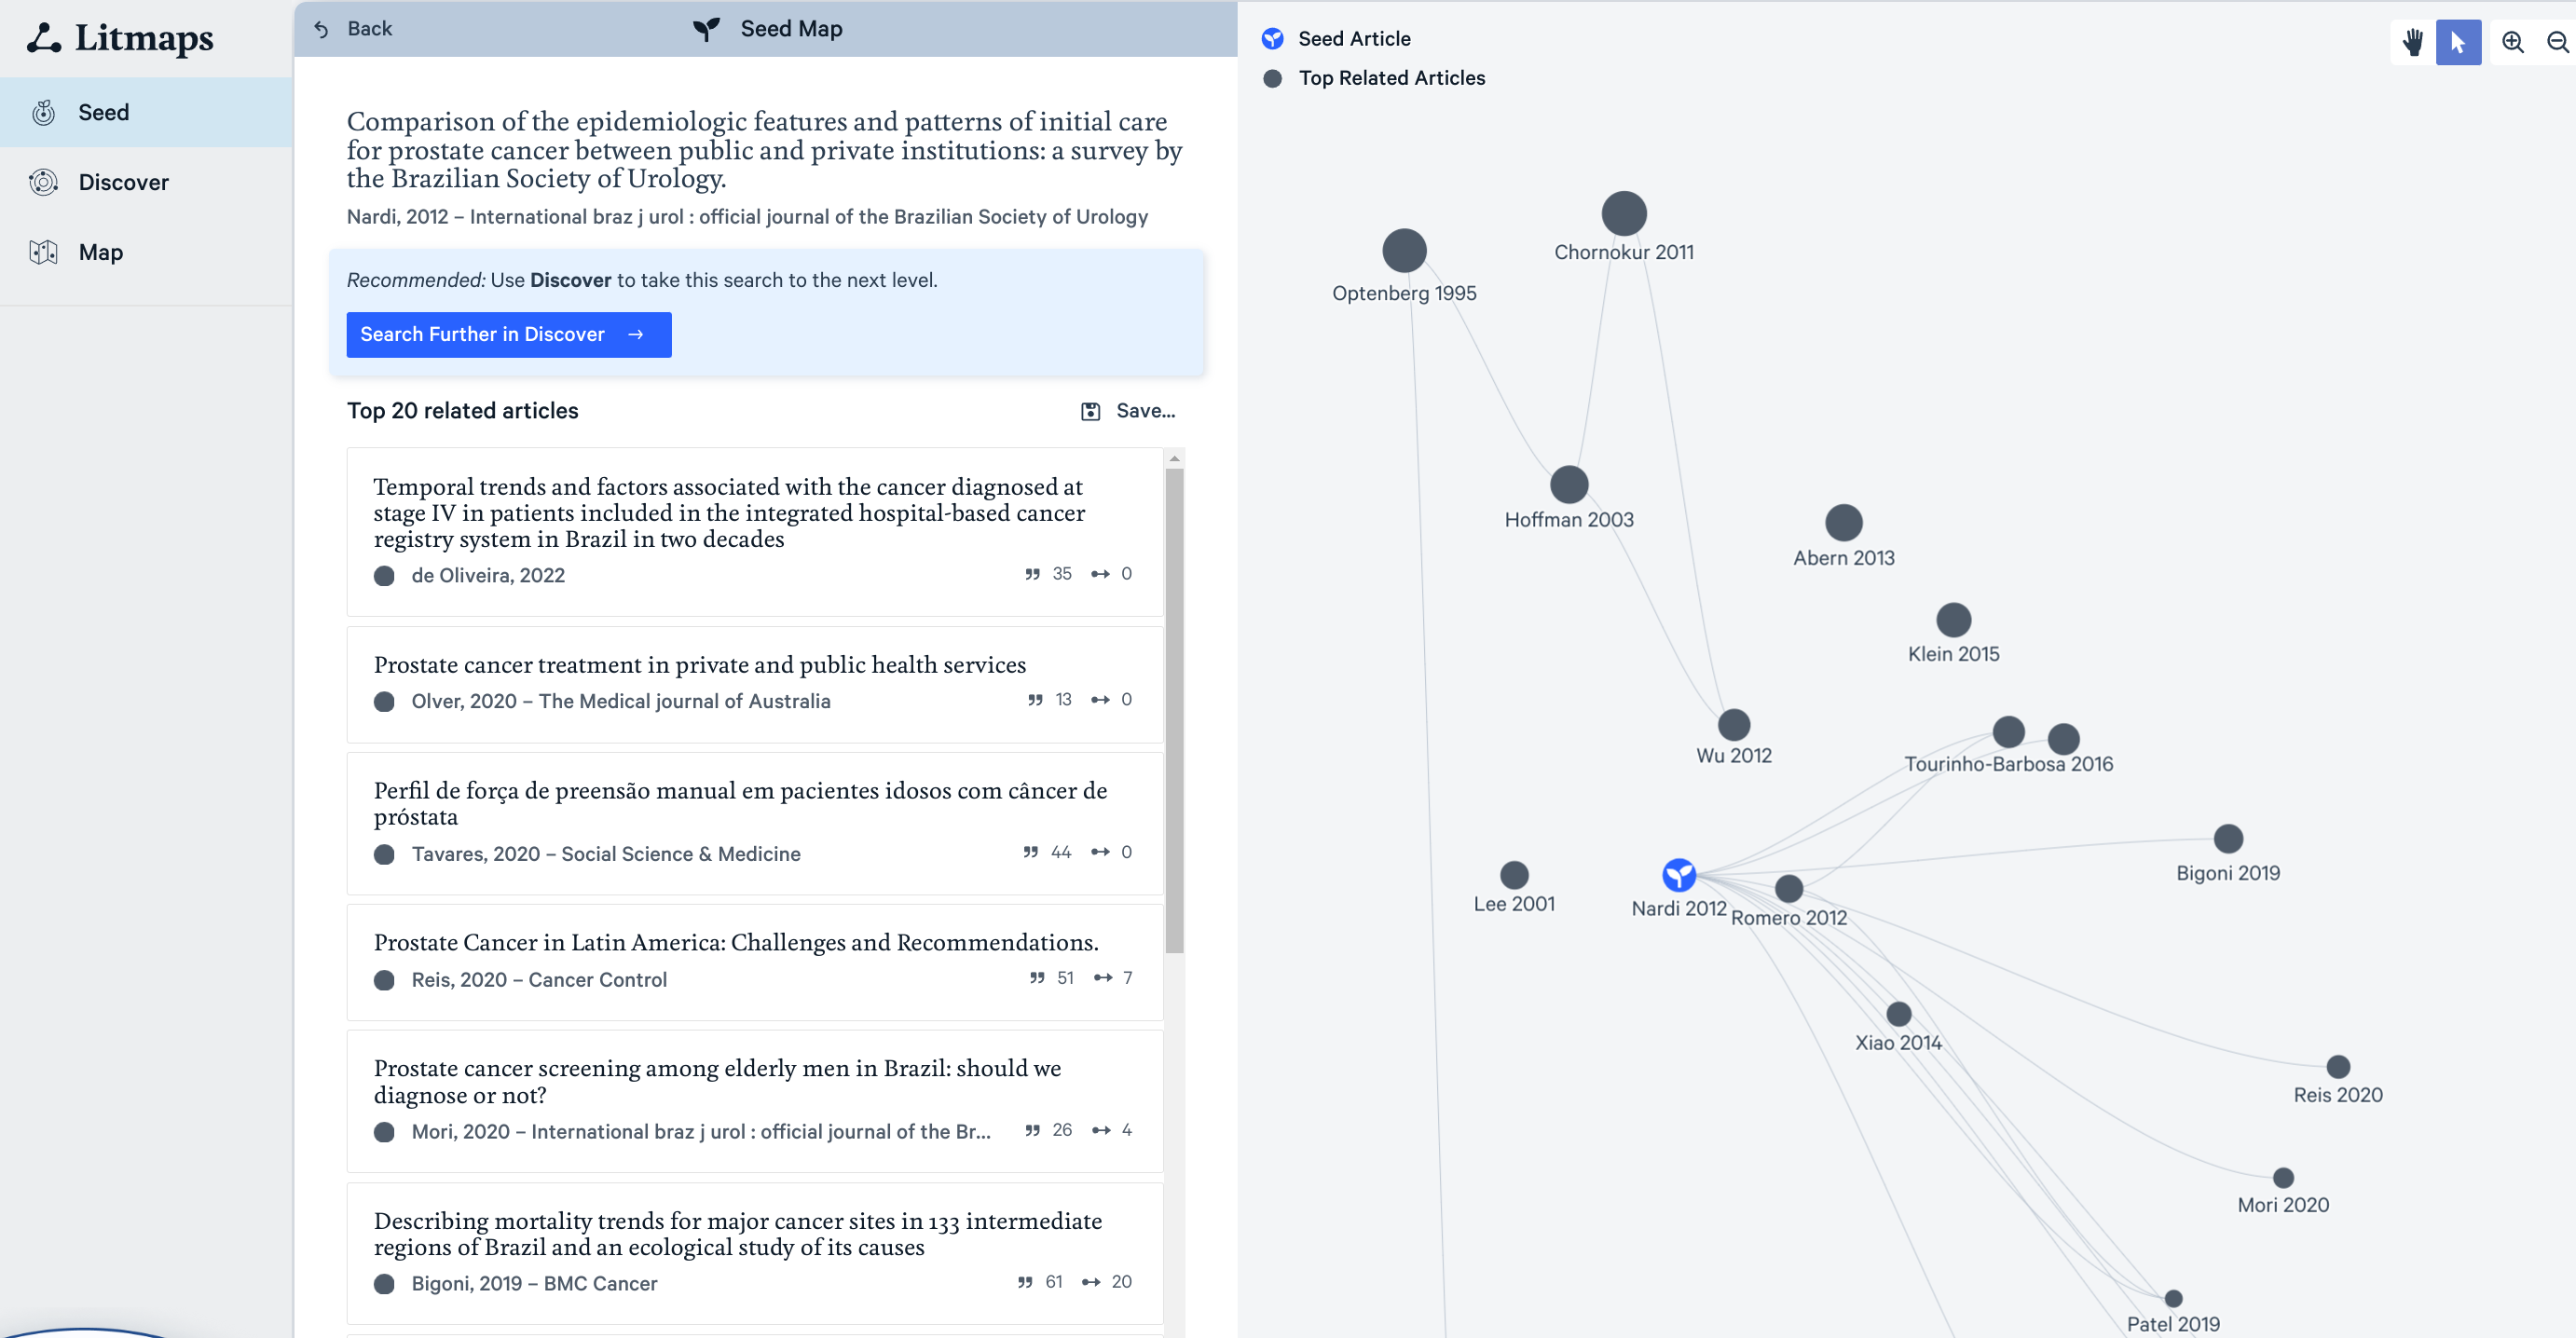 Litmaps
Seed
Discover
Map
Back
Seed Map
Comparison of the epidemiologic features and patterns of initial care
for prostate cancer between public and private institutions: a survey by
the Brazilian Society of Urology.
Nardi, 2012 – International braz j urol : official journal of the Brazilian Society of Urology
Recommended: Use Discover to take this search to the next level.
Search Further in Discover →
Top 20 related articles
Save...
Temporal trends and factors associated with the cancer diagnosed at
stage IV in patients included in the integrated hospital-based cancer
registry system in Brazil in two decades
de Oliveira, 2022
35
0
Prostate cancer treatment in private and public health services
Olver, 2020 – The Medical journal of Australia
13
0
Perfil de força de preensão manual em pacientes idosos com câncer de
próstata
Tavares, 2020 – Social Science & Medicine
44
0
Prostate Cancer in Latin America: Challenges and Recommendations.
Reis, 2020 – Cancer Control
51
7
Prostate cancer screening among elderly men in Brazil: should we
diagnose or not?
Mori, 2020 – International braz j urol : official journal of the Br...
26
4
Describing mortality trends for major cancer sites in 133 intermediate
regions of Brazil and an ecological study of its causes
Bigoni, 2019 – BMC Cancer
61
20
Seed Article
Top Related Articles
Chornokur 2011
Optenberg 1995
Hoffman 2003
Abern 2013
Klein 2015
Wu 2012
Tourinho-Barbosa 2016
Bigoni 2019
Lee 2001
Nardi 2012
Romero 2012
Xiao 2014
Reis 2020
Mori 2020
Patel 2019